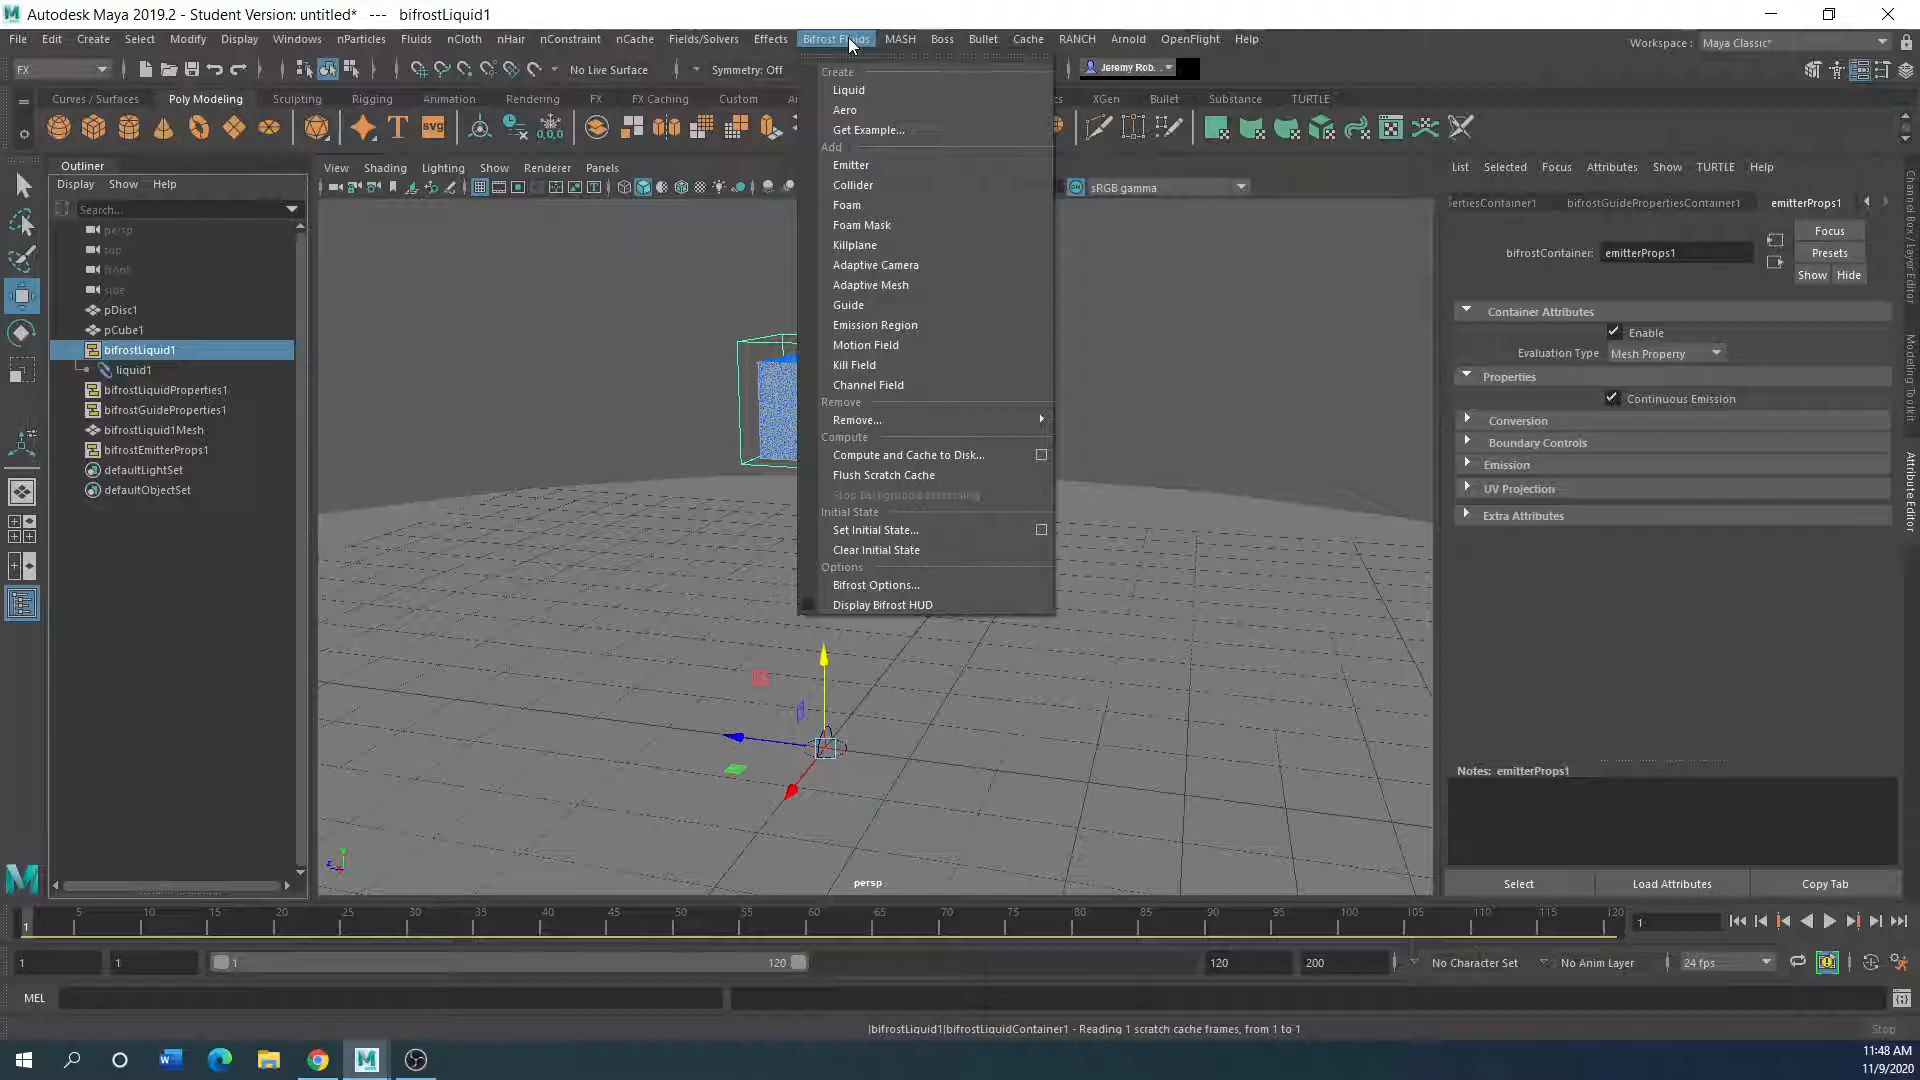 Autodesk Maya 2019.2 - Student Version: untitled* --- bifrostLiquid1
File Edit Create Select Modify Display Windows nParticles Fluids nCloth nHair nConstraint nCache Fields/Solvers Effects Bifrost Fluids MASH Boss Bullet Cache RANCH Arnold OpenFlight Help
Workspace : Maya Classic*
FX No Live Surface Symmetry: Off Jeremy Rob...
Curves / Surfaces Poly Modeling Sculpting Rigging Animation Rendering FX FX Caching Custom XGen Bullet Substance TURTLE
Outliner
Display Show Help
Search...
persp
top
front
side
pDisc1
pCube1
bifrostLiquid1
liquid1
bifrostLiquidProperties1
bifrostGuideProperties1
bifrostLiquid1Mesh
bifrostEmitterProps1
defaultLightSet
defaultObjectSet
View Shading Lighting Show Renderer Panels
sRGB gamma
Create
Liquid
Aero
Get Example...
Add
Emitter
Collider
Foam
Foam Mask
Killplane
Adaptive Camera
Adaptive Mesh
Guide
Emission Region
Motion Field
Kill Field
Channel Field
Remove
Remove...
Compute
Compute and Cache to Disk...
Flush Scratch Cache
Stop Background Processing
Initial State
Set Initial State...
Clear Initial State
Options
Bifrost Options...
Display Bifrost HUD
persp
List Selected Focus Attributes Show TURTLE Help
ertiesContainer1 bifrostGuidePropertiesContainer1 emitterProps1
bifrostContainer: emitterProps1
Focus
Presets
Show Hide
Container Attributes
Enable
Evaluation Type Mesh Property
Properties
Continuous Emission
Conversion
Boundary Controls
Emission
UV Projection
Extra Attributes
Notes: emitterProps1
Select Load Attributes Copy Tab
Channel Box / Layer Editor
Modeling Toolkit
Attribute Editor
5 10 15 20 25 30 35 40 45 50 55 60 65 70 75 80 85 90 95 100 105 110 115 120
1 1
1 1 1 120 120 200 No Character Set No Anim Layer 24 fps
MEL
|bifrostLiquid1|bifrostLiquidContainer1 - Reading 1 scratch cache frames, from 1 to 1
Stop
11:48 AM
11/9/2020